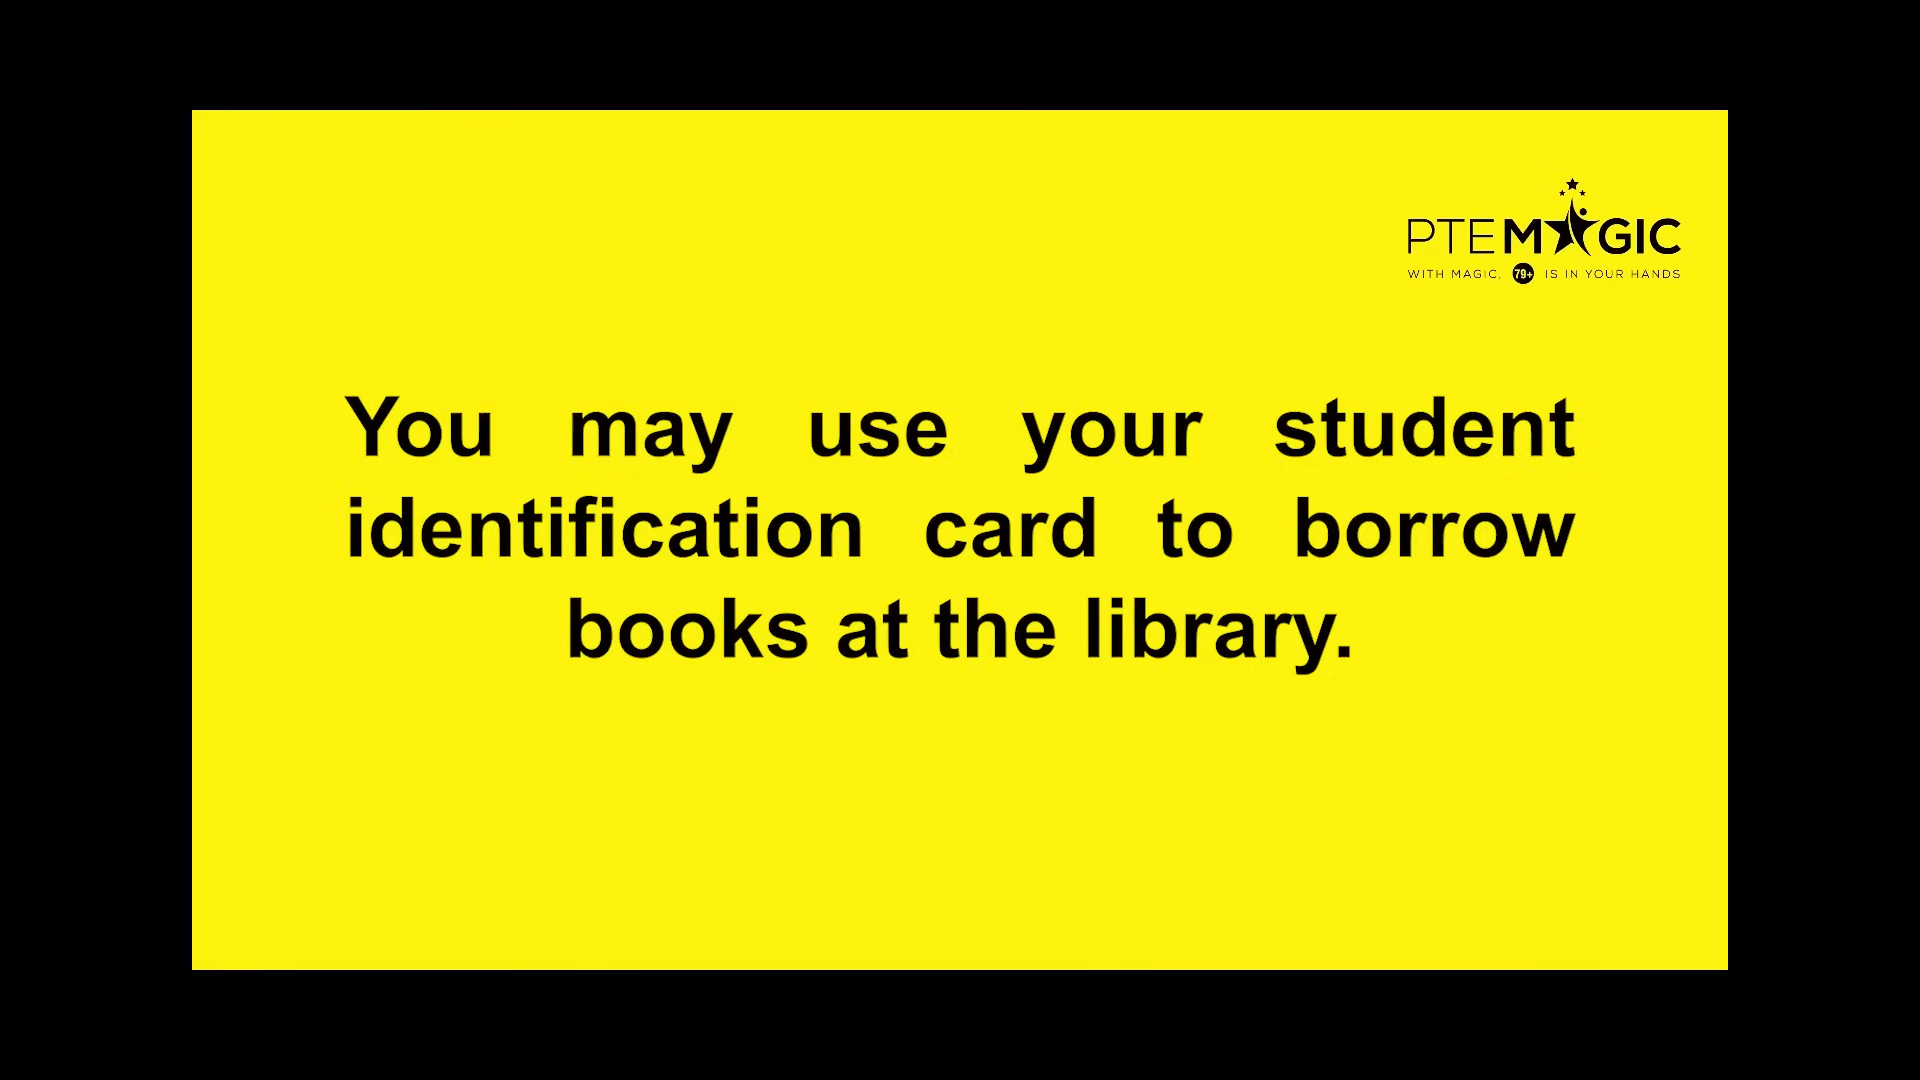 PTEMAGIC
WITH MAGIC, 79+ IS IN YOUR HANDS
You may use your student
identification card to borrow
books at the library.